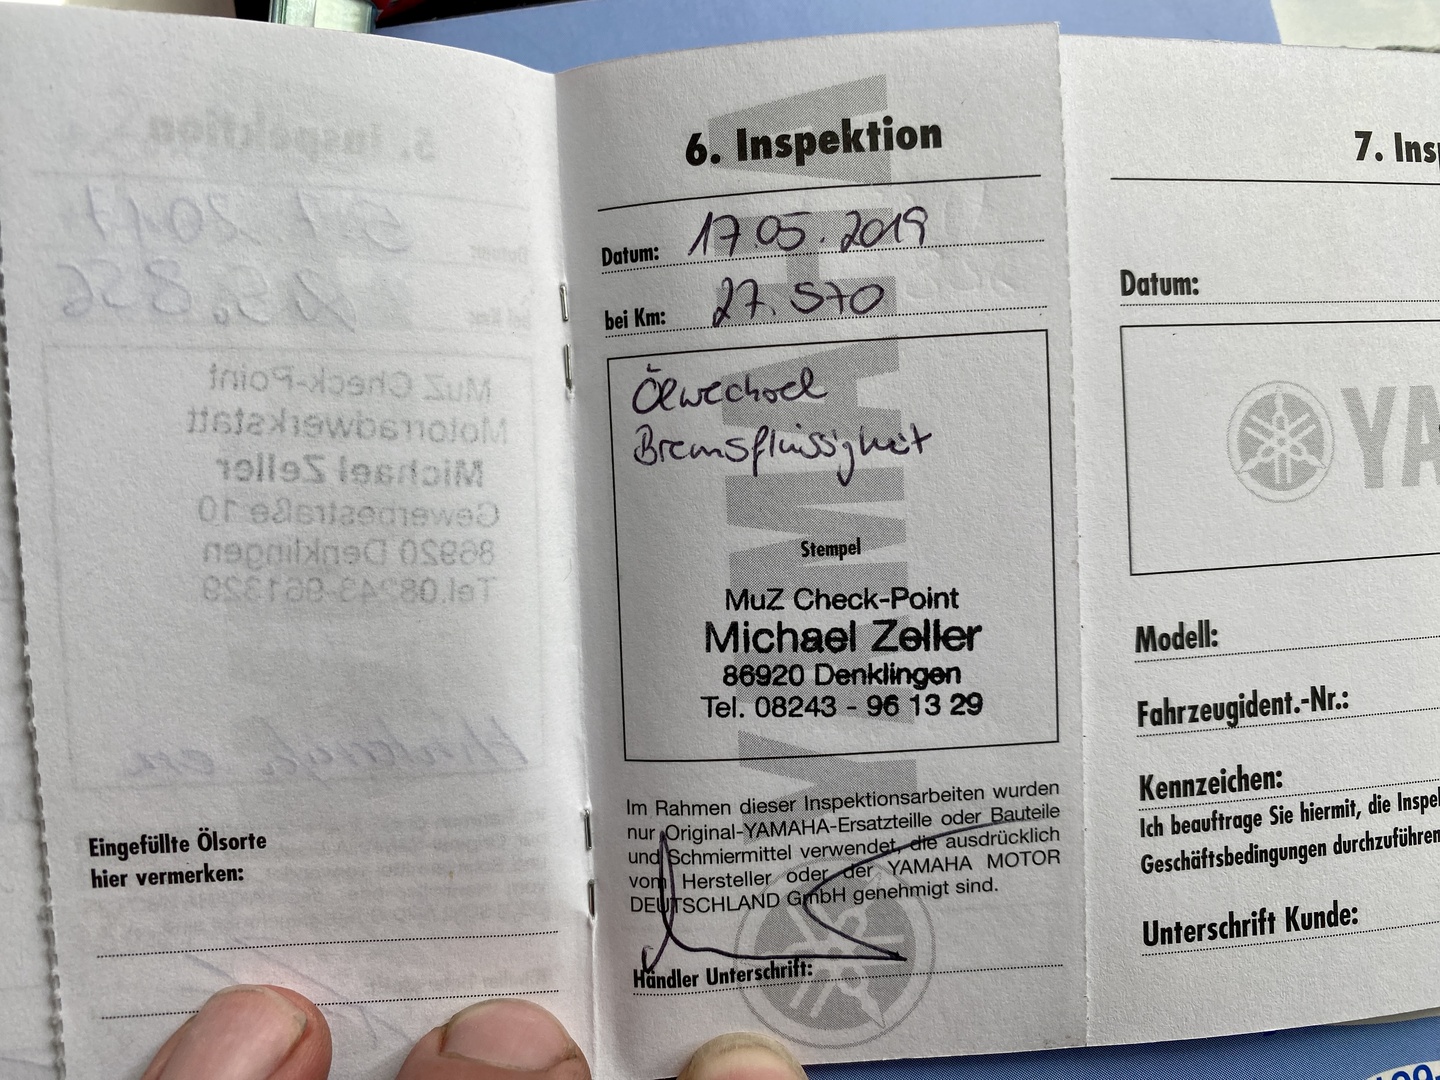 Eingefüllte Ölsorte
hier vermerken:
6. Inspektion
Datum: 17.05.2019
bei Km: 27.570
Ölwechsel
Bremsflüssigkeit
Stempel
MuZ Check-Point
Michael Zeller
86920 Denklingen
Tel. 08243 - 96 13 29
Im Rahmen dieser Inspektionsarbeiten wurden
nur Original-YAMAHA-Ersatzteille oder Bauteile
und Schmiermittel verwendet, die ausdrücklich
vom Hersteller oder der YAMAHA MOTOR
DEUTSCHLAND GmbH genehmigt sind.
Händler Unterschrift:
YAMAHA
7. Insp
Datum:
YA
Modell:
Fahrzeugident.-Nr.:
Kennzeichen:
Ich beauftrage Sie hiermit, die Inspek
Geschäftsbedingungen durchzuführen
Unterschrift Kunde: